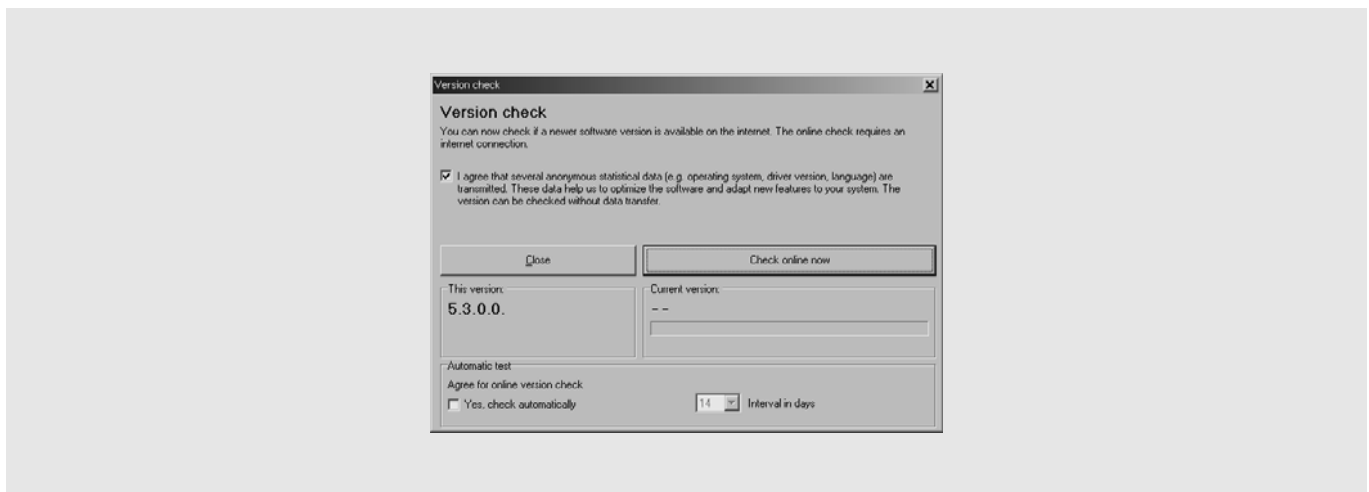 Version check
Version check
You can now check if a newer software version is available on the internet. The online check requires an
internet connection.
I agree that several anonymous statistical data (e.g. operating system, driver version, language) are
transmitted. These data help us to optimize the software and adapt new features to your system. The
version can be checked without data transfer.
Close
Check online now
This version:
Current version:
5.3.0.0.
--
Automatic test
Agree for online version check
Yes, check automatically
14
Interval in days